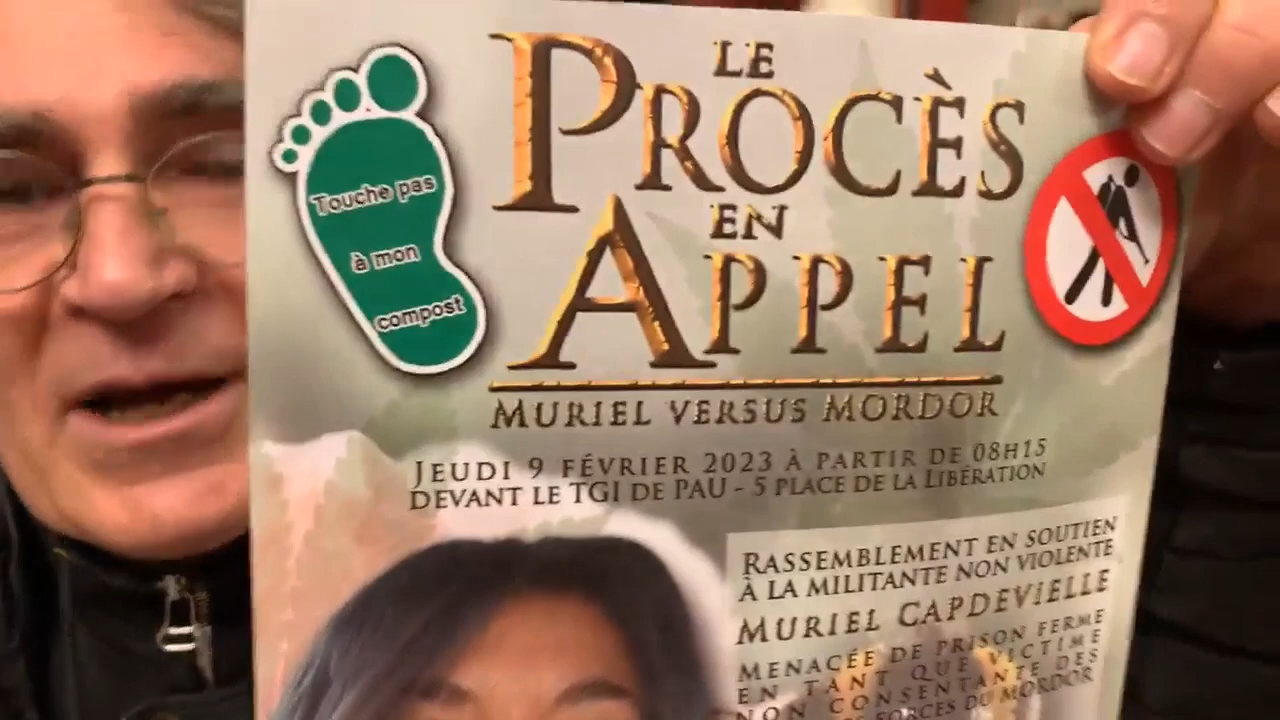 Touche pas
à mon
compost
LE
PROCÈS
EN
APPEL
MURIEL VERSUS MORDOR
JEUDI 9 FÉVRIER 2023 À PARTIR DE 08H15
DEVANT LE TGI DE PAU - 5 PLACE DE LA LIBÉRATION
RASSEMBLEMENT EN SOUTIEN
À LA MILITANTE NON VIOLENTE
MURIEL CAPDEVIELLE
MENACÉE DE PRISON FERME
EN TANT QUE VICTIME
NON CONSENTANTE DES
FORCES DU MORDOR